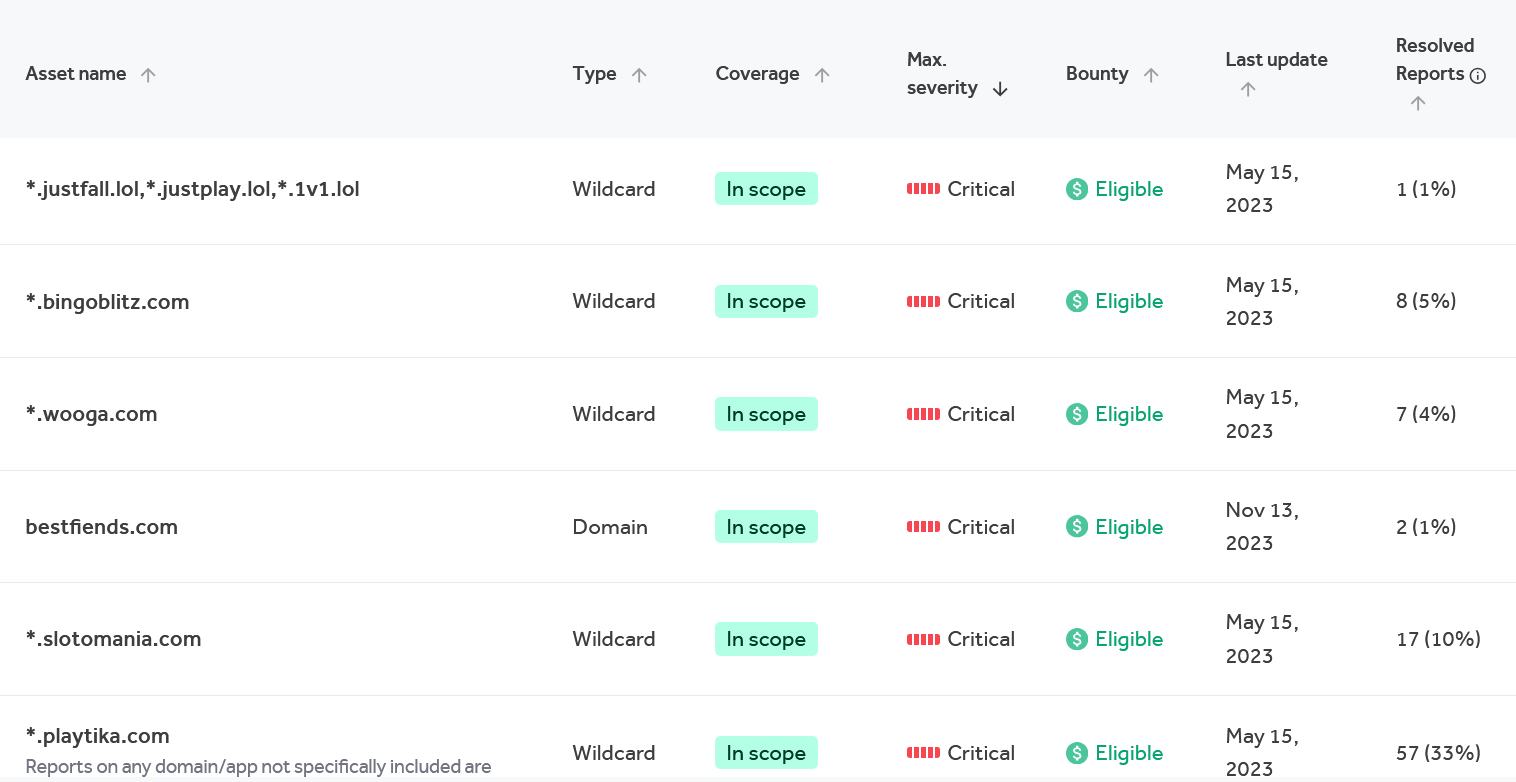 Asset name Type Coverage Max. severity Bounty Last update Resolved Reports
*.justfall.lol,*.justplay.lol,*.1v1.lol Wildcard In scope Critical Eligible May 15, 2023 1 (1%)
*.bingoblitz.com Wildcard In scope Critical Eligible May 15, 2023 8 (5%)
*.wooga.com Wildcard In scope Critical Eligible May 15, 2023 7 (4%)
bestfiends.com Domain In scope Critical Eligible Nov 13, 2023 2 (1%)
*.slotomania.com Wildcard In scope Critical Eligible May 15, 2023 17 (10%)
*.playtika.com Wildcard In scope Critical Eligible May 15, 2023 57 (33%)
Reports on any domain/app not specifically included are